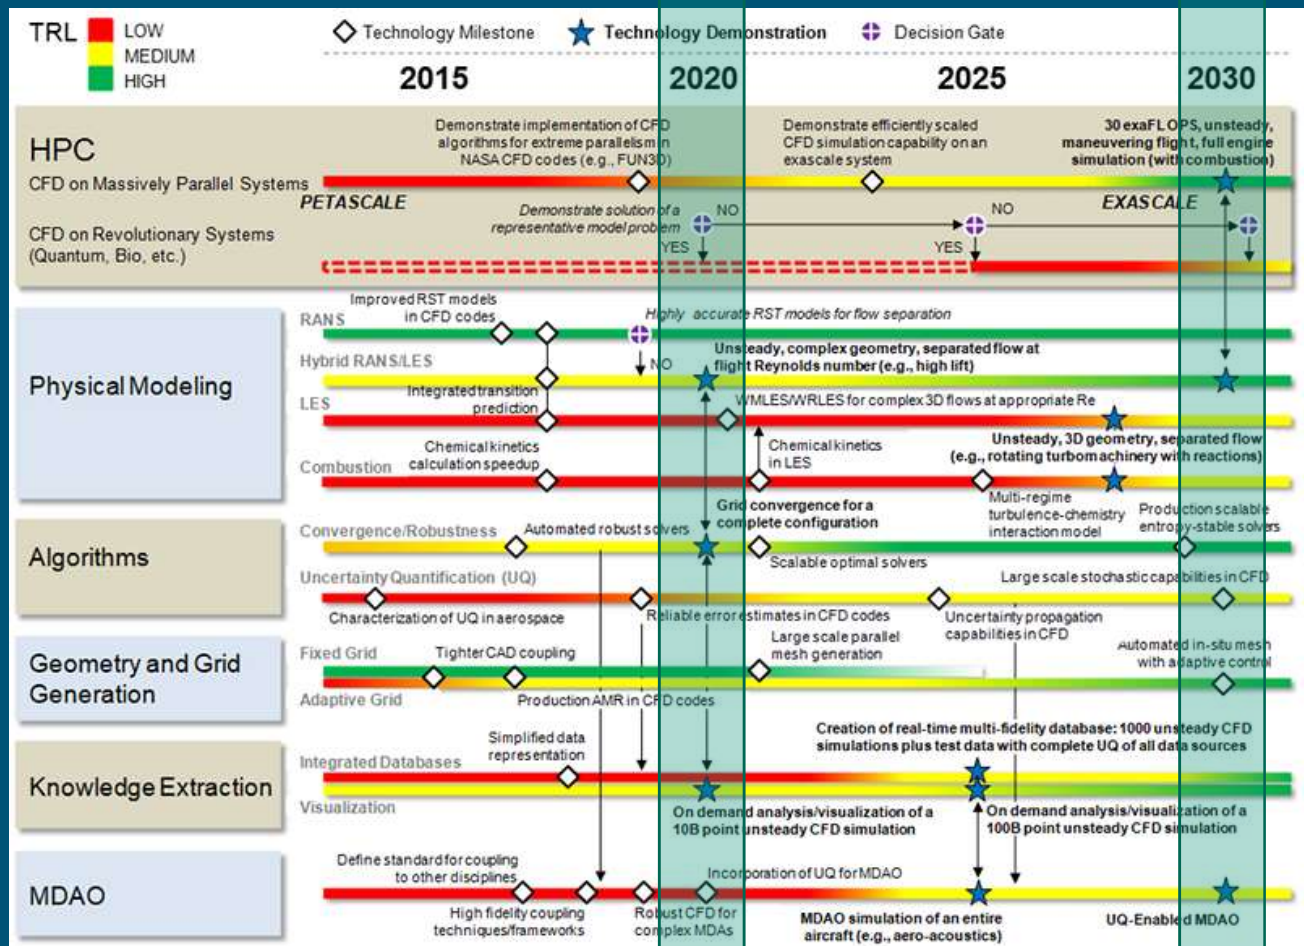 TRL
LOW
MEDIUM
HIGH
Technology Milestone
Technology Demonstration
Decision Gate
2015
2020
2025
2030
HPC
CFD on Massively Parallel Systems
CFD on Revolutionary Systems
(Quantum, Bio, etc.)
Demonstrate implementation of CFD
algorithms for extreme parallelism in
NASA CFD codes (e.g., FUN3D)
Demonstrate efficiently scaled
CFD simulation capability on an
exascale system
30 exaFLOPS, unsteady,
maneuvering flight, full engine
simulation (with combustion)
PETASCALE
Demonstrate solution of a
representative model problem
NO
YES
NO
YES
EXASCALE
Physical Modeling
RANS
Improved RST models
in CFD codes
Highly accurate RST models for flow separation
Hybrid RANS/LES
NO
Unsteady, complex geometry, separated flow at
flight Reynolds number (e.g., high lift)
LES
Integrated transition
prediction
WMLES/WRLES for complex 3D flows at appropriate Re
Combustion
Chemical kinetics
calculation speedup
Chemical kinetics
in LES
Unsteady, 3D geometry, separated flow
(e.g., rotating turbomachinery with reactions)
Grid convergence for a
complete configuration
Multi-regime
turbulence-chemistry
interaction model
Production scalable
entropy-stable solvers
Algorithms
Convergence/Robustness
Automated robust solvers
Scalable optimal solvers
Uncertainty Quantification (UQ)
Large scale stochastic capabilities in CFD
Characterization of UQ in aerospace
Reliable error estimates in CFD codes
Uncertainty propagation
capabilities in CFD
Geometry and Grid
Generation
Fixed Grid
Tighter CAD coupling
Large scale parallel
mesh generation
Automated in-situ mesh
with adaptive control
Adaptive Grid
Production AMR in CFD codes
Knowledge Extraction
Integrated Databases
Simplified data
representation
Creation of real-time multi-fidelity database: 1000 unsteady CFD
simulations plus test data with complete UQ of all data sources
Visualization
On demand analysis/visualization of a
10B point unsteady CFD simulation
On demand analysis/visualization of a
100B point unsteady CFD simulation
MDAO
Define standard for coupling
to other disciplines
Incorporation of UQ for MDAO
High fidelity coupling
techniques/frameworks
Robust CFD for
complex MDAs
MDAO simulation of an entire
aircraft (e.g., aero-acoustics)
UQ-Enabled MDAO